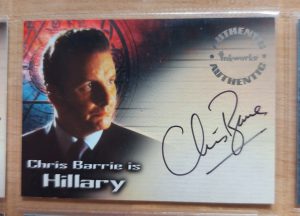 AUTHENTIC
inkworks
AUTHENTIC
Chris Barrie
Chris Barrie is
Hillary